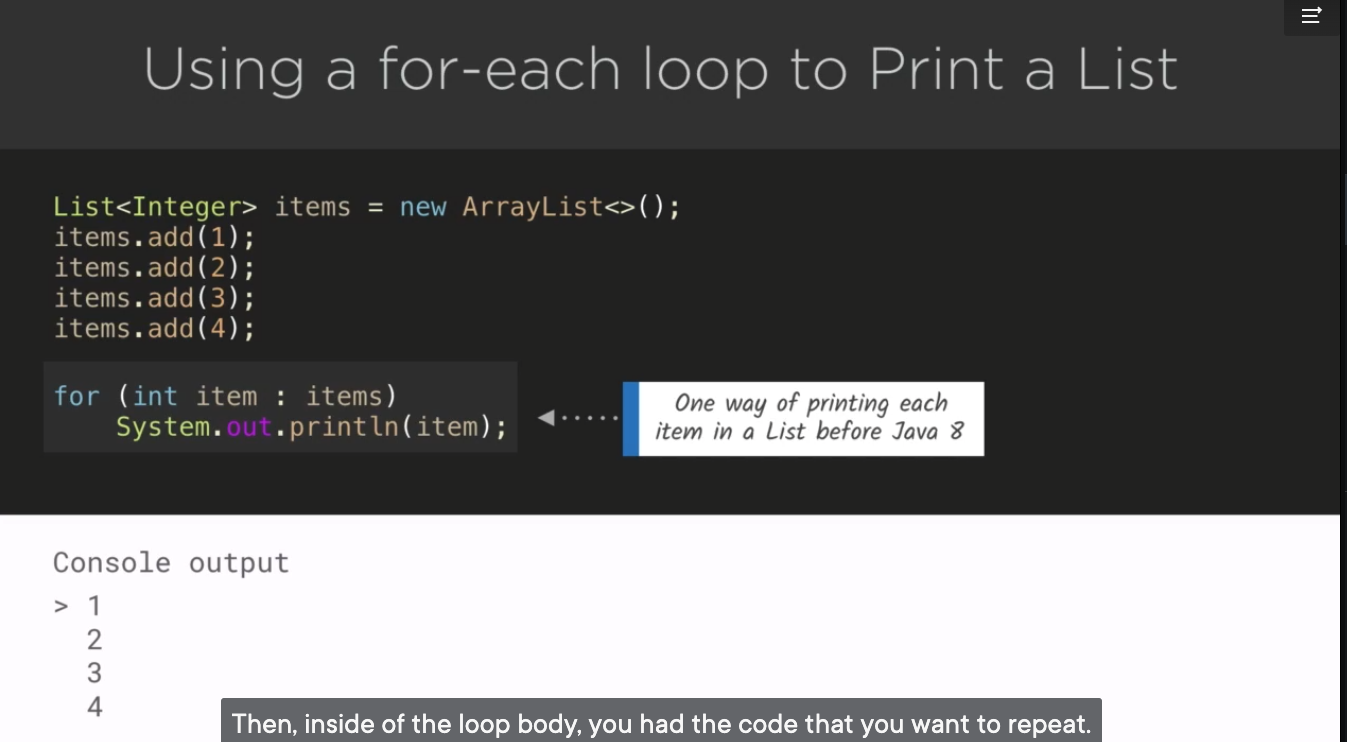 Using a for-each loop to Print a List
List<Integer> items = new ArrayList<>();
items.add(1);
items.add(2);
items.add(3);
items.add(4);
for (int item : items)
    System.out.println(item);
One way of printing each
item in a List before Java 8
Console output
> 1
2
3
4
Then, inside of the loop body, you had the code that you want to repeat.